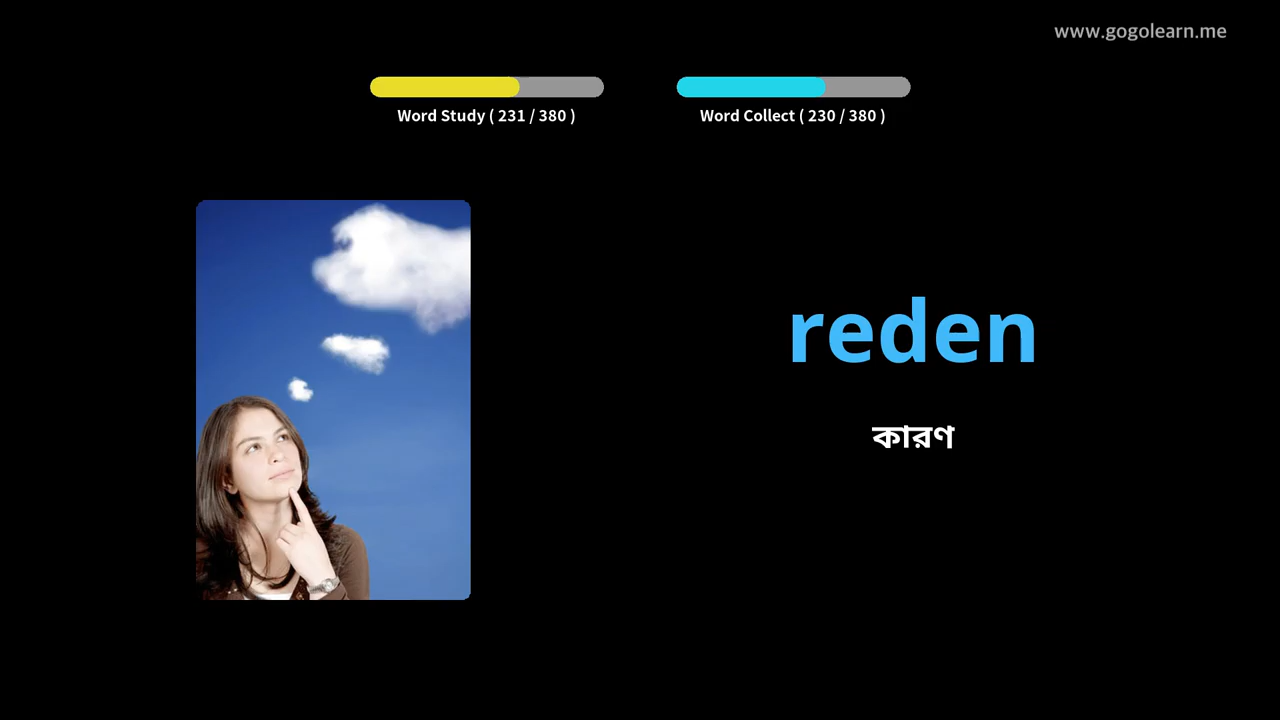 www.gogolearn.me
Word Study ( 231 / 380 )
Word Collect ( 230 / 380 )
reden
কারণ